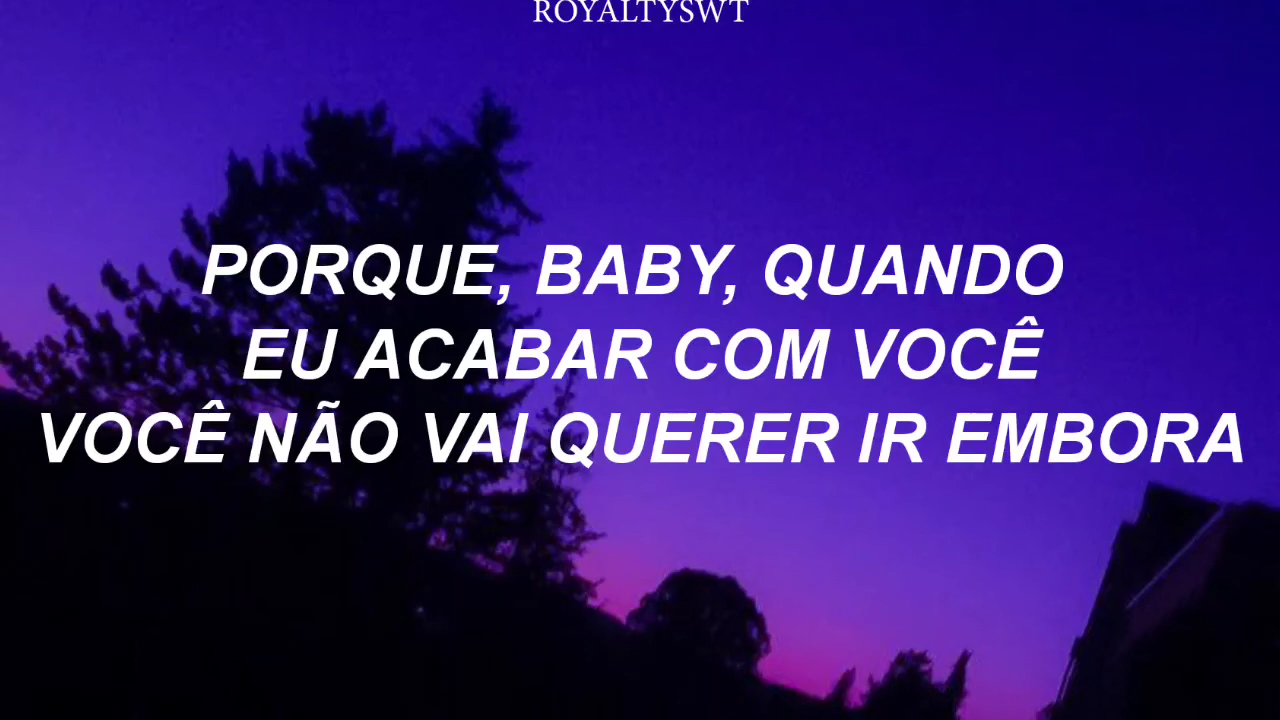 ROYALTYSWT
PORQUE, BABY, QUANDO
EU ACABAR COM VOCÊ
VOCÊ NÃO VAI QUERER IR EMBORA